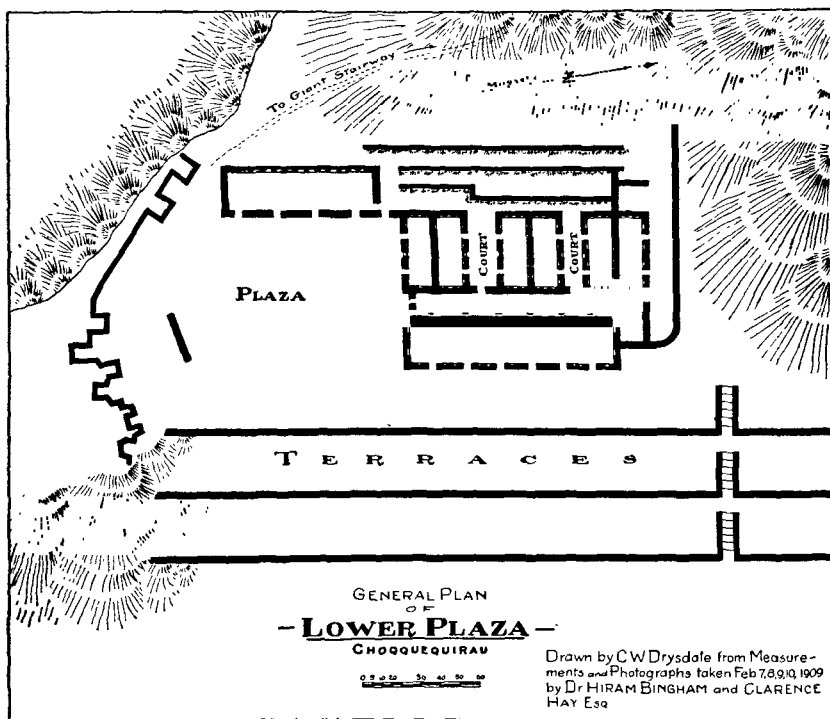 To Giant Stairway
Magnetic N
COURT
COURT
PLAZA
TERRACES
GENERAL PLAN
OF
- LOWER PLAZA -
CHOQQUEQUIRAU
Drawn by C W Drysdale from Measure-
ments and Photographs taken Feb 7,8,9,10, 1909
by Dr HIRAM BINGHAM and CLARENCE
HAY Esq